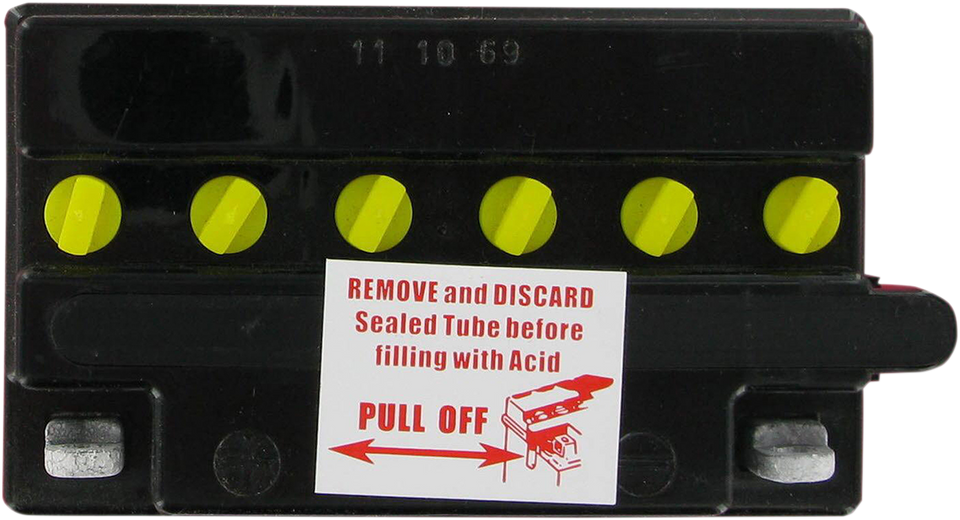 11 10 69
REMOVE and DISCARD
Sealed Tube before
filling with Acid
PULL OFF